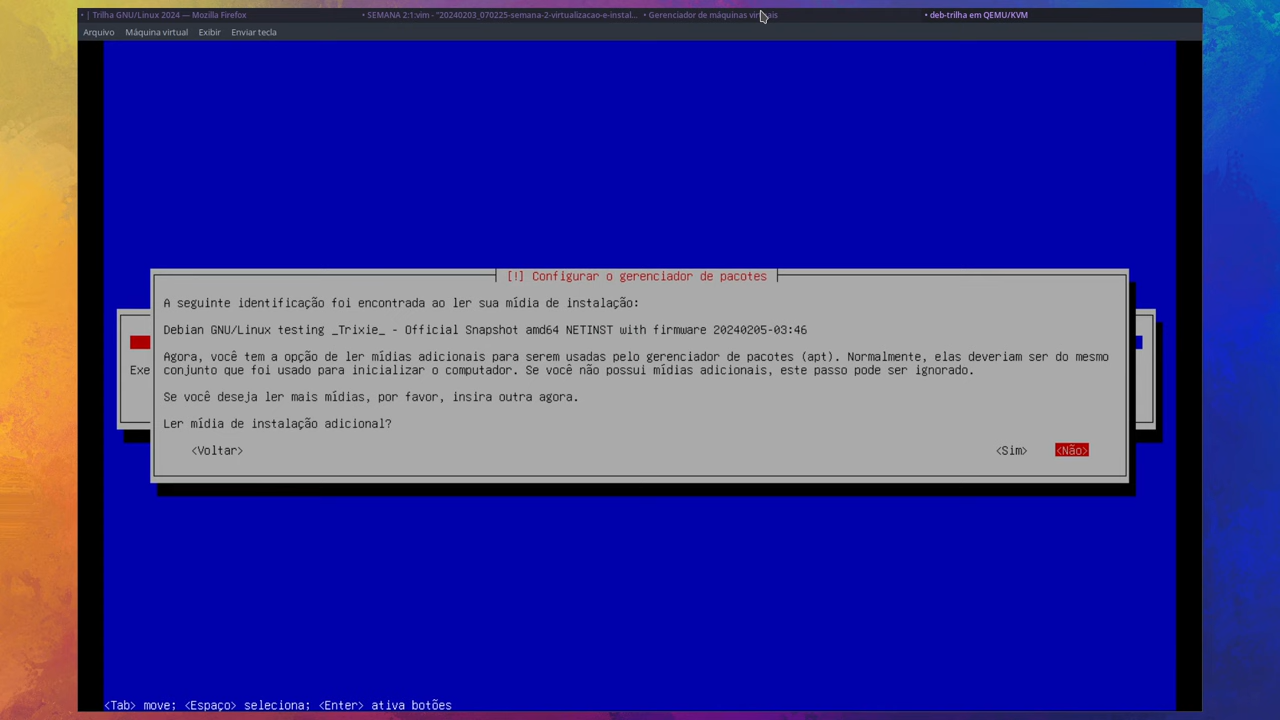 • | Trilha GNU/Linux 2024 — Mozilla Firefox • SEMANA 2:1:vim - "20240203_070225-semana-2-virtualizacao-e-instal... • Gerenciador de máquinas virtuais • deb-trilha em QEMU/KVM
Arquivo Máquina virtual Exibir Enviar tecla
[!] Configurar o gerenciador de pacotes
A seguinte identificação foi encontrada ao ler sua mídia de instalação:
Debian GNU/Linux testing _Trixie_ - Official Snapshot amd64 NETINST with firmware 20240205-03:46
Agora, você tem a opção de ler mídias adicionais para serem usadas pelo gerenciador de pacotes (apt). Normalmente, elas deveriam ser do mesmo
conjunto que foi usado para inicializar o computador. Se você não possui mídias adicionais, este passo pode ser ignorado.
Exe
Se você deseja ler mais mídias, por favor, insira outra agora.
Ler mídia de instalação adicional?
<Voltar> <Sim> <Não>
<Tab> move; <Espaço> seleciona; <Enter> ativa botões